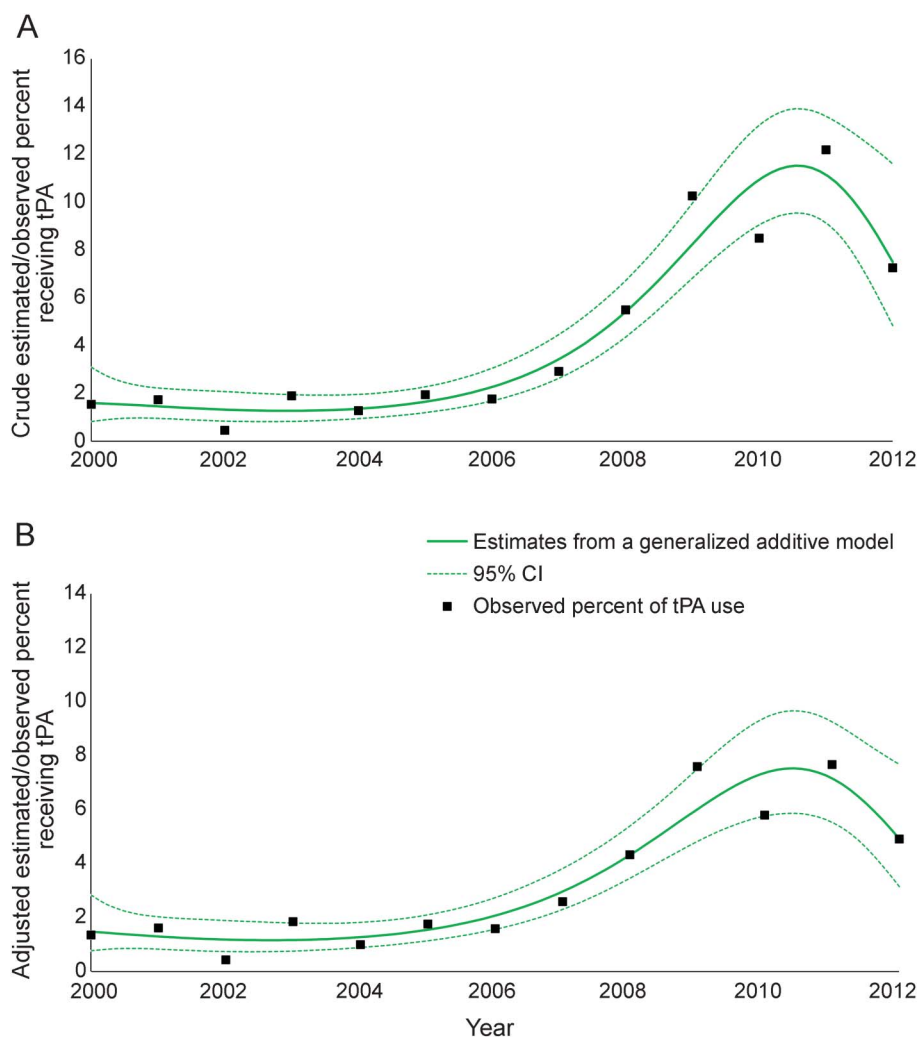 A
Crude estimated/observed percent
receiving tPA
16
14
12
10
8
6
4
2
0
2000 2002 2004 2006 2008 2010 2012
B
Estimates from a generalized additive model
95% CI
Observed percent of tPA use
Adjusted estimated/observed percent
receiving tPA
14
12
10
8
6
4
2
0
2000 2002 2004 2006 2008 2010 2012
Year